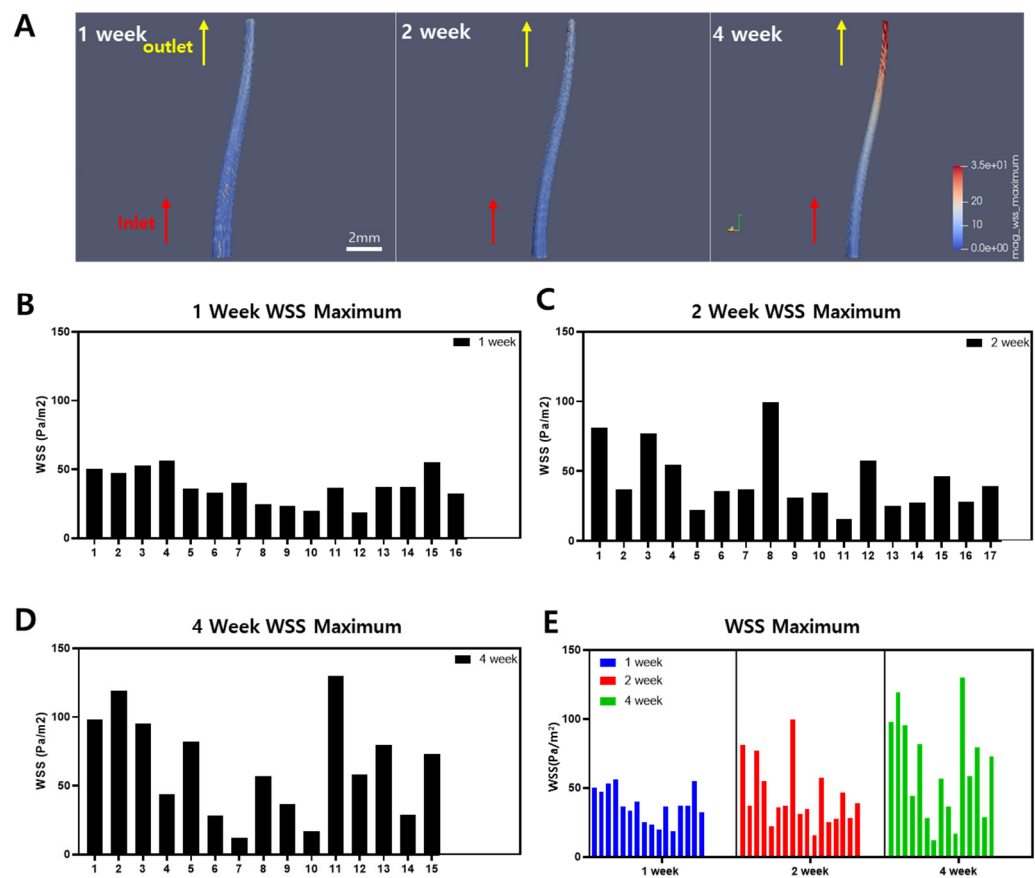 A
1 week
outlet
Inlet
2mm
2 week
4 week
3.5e+01
20
10
0.0e+00
mag_wss_maximum
B
1 Week WSS Maximum
1 week
WSS (Pa/m2)
150
100
50
0
1 2 3 4 5 6 7 8 9 10 11 12 13 14 15 16
C
2 Week WSS Maximum
2 week
WSS (Pa/m2)
150
100
50
0
1 2 3 4 5 6 7 8 9 10 11 12 13 14 15 16 17
D
4 Week WSS Maximum
4 week
WSS (Pa/m2)
150
100
50
0
1 2 3 4 5 6 7 8 9 10 11 12 13 14 15
E
WSS Maximum
1 week
2 week
4 week
WSS(Pa/m²)
150
100
50
0
1 week 2 week 4 week